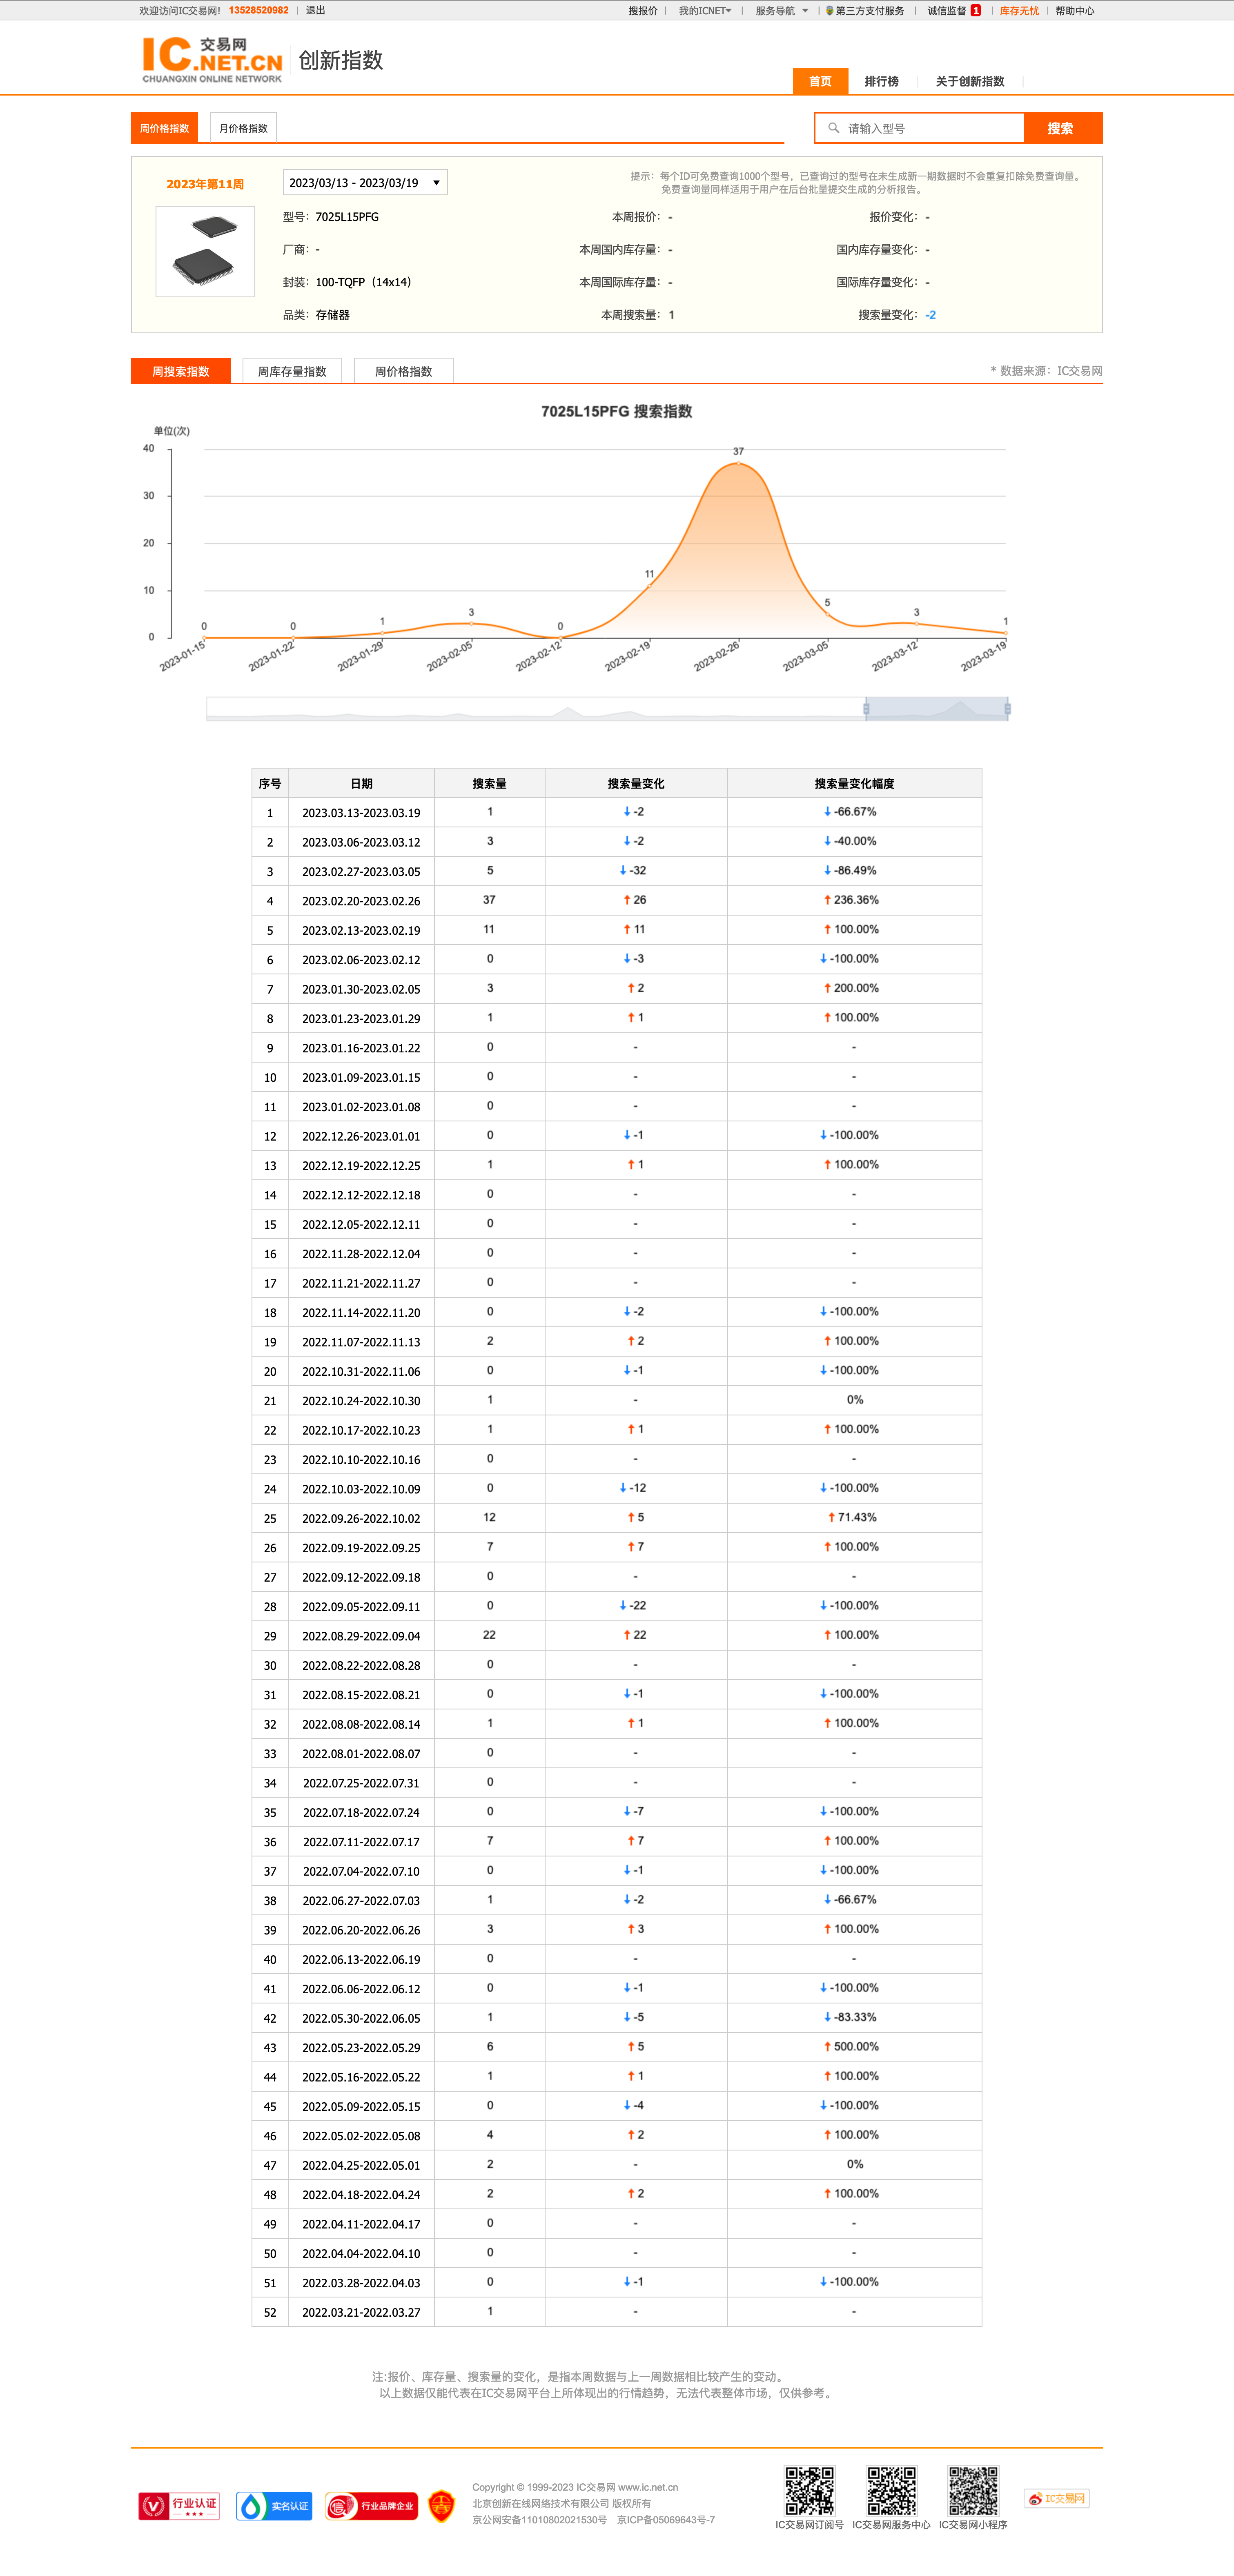 欢迎访问IC交易网! 13528520982 退出 搜报价 我的ICNET 服务导航 第三方支付服务 诚信监督 1 库存无忧 帮助中心
IC 交易网 .NET.CN
CHUANGXIN ONLINE NETWORK
创新指数
首页 排行榜 关于创新指数
周价格指数 月价格指数 请输入型号 搜索
2023年第11周 2023/03/13 - 2023/03/19
提示：每个ID可免费查询1000个型号，已查询过的型号在未生成新一期数据时不会重复扣除免费查询量。
免费查询量同样适用于用户在后台批量提交生成的分析报告。
型号：7025L15PFG 本周报价：- 报价变化：-
厂商：- 本周国内库存量：- 国内库存量变化：-
封装：100-TQFP（14x14） 本周国际库存量：- 国际库存量变化：-
品类：存储器 本周搜索量：1 搜索量变化：-2
周搜索指数 周库存量指数 周价格指数 * 数据来源：IC交易网
7025L15PFG 搜索指数
单位(次)
40
30
20
10
0
0 0 1 3 0 11 37 5 3 1
2023-01-15 2023-01-22 2023-01-29 2023-02-05 2023-02-12 2023-02-19 2023-02-26 2023-03-05 2023-03-12 2023-03-19
序号 日期 搜索量 搜索量变化 搜索量变化幅度
1 2023.03.13-2023.03.19 1 ↓-2 ↓-66.67%
2 2023.03.06-2023.03.12 3 ↓-2 ↓-40.00%
3 2023.02.27-2023.03.05 5 ↓-32 ↓-86.49%
4 2023.02.20-2023.02.26 37 ↑26 ↑236.36%
5 2023.02.13-2023.02.19 11 ↑11 ↑100.00%
6 2023.02.06-2023.02.12 0 ↓-3 ↓-100.00%
7 2023.01.30-2023.02.05 3 ↑2 ↑200.00%
8 2023.01.23-2023.01.29 1 ↑1 ↑100.00%
9 2023.01.16-2023.01.22 0 - -
10 2023.01.09-2023.01.15 0 - -
11 2023.01.02-2023.01.08 0 - -
12 2022.12.26-2023.01.01 0 ↓-1 ↓-100.00%
13 2022.12.19-2022.12.25 1 ↑1 ↑100.00%
14 2022.12.12-2022.12.18 0 - -
15 2022.12.05-2022.12.11 0 - -
16 2022.11.28-2022.12.04 0 - -
17 2022.11.21-2022.11.27 0 - -
18 2022.11.14-2022.11.20 0 ↓-2 ↓-100.00%
19 2022.11.07-2022.11.13 2 ↑2 ↑100.00%
20 2022.10.31-2022.11.06 0 ↓-1 ↓-100.00%
21 2022.10.24-2022.10.30 1 - 0%
22 2022.10.17-2022.10.23 1 ↑1 ↑100.00%
23 2022.10.10-2022.10.16 0 - -
24 2022.10.03-2022.10.09 0 ↓-12 ↓-100.00%
25 2022.09.26-2022.10.02 12 ↑5 ↑71.43%
26 2022.09.19-2022.09.25 7 ↑7 ↑100.00%
27 2022.09.12-2022.09.18 0 - -
28 2022.09.05-2022.09.11 0 ↓-22 ↓-100.00%
29 2022.08.29-2022.09.04 22 ↑22 ↑100.00%
30 2022.08.22-2022.08.28 0 - -
31 2022.08.15-2022.08.21 0 ↓-1 ↓-100.00%
32 2022.08.08-2022.08.14 1 ↑1 ↑100.00%
33 2022.08.01-2022.08.07 0 - -
34 2022.07.25-2022.07.31 0 - -
35 2022.07.18-2022.07.24 0 ↓-7 ↓-100.00%
36 2022.07.11-2022.07.17 7 ↑7 ↑100.00%
37 2022.07.04-2022.07.10 0 ↓-1 ↓-100.00%
38 2022.06.27-2022.07.03 1 ↓-2 ↓-66.67%
39 2022.06.20-2022.06.26 3 ↑3 ↑100.00%
40 2022.06.13-2022.06.19 0 - -
41 2022.06.06-2022.06.12 0 ↓-1 ↓-100.00%
42 2022.05.30-2022.06.05 1 ↓-5 ↓-83.33%
43 2022.05.23-2022.05.29 6 ↑5 ↑500.00%
44 2022.05.16-2022.05.22 1 ↑1 ↑100.00%
45 2022.05.09-2022.05.15 0 ↓-4 ↓-100.00%
46 2022.05.02-2022.05.08 4 ↑2 ↑100.00%
47 2022.04.25-2022.05.01 2 - 0%
48 2022.04.18-2022.04.24 2 ↑2 ↑100.00%
49 2022.04.11-2022.04.17 0 - -
50 2022.04.04-2022.04.10 0 - -
51 2022.03.28-2022.04.03 0 ↓-1 ↓-100.00%
52 2022.03.21-2022.03.27 1 - -
注:报价、库存量、搜索量的变化，是指本周数据与上一周数据相比较产生的变动。
以上数据仅能代表在IC交易网平台上所体现出的行情趋势，无法代表整体市场，仅供参考。
行业认证 实名认证 信 行业品牌企业
Copyright © 1999-2023 IC交易网 www.ic.net.cn
北京创新在线网络技术有限公司 版权所有
京公网安备11010802021530号 京ICP备05069643号-7
IC交易网订阅号 IC交易网服务中心 IC交易网小程序
IC交易网